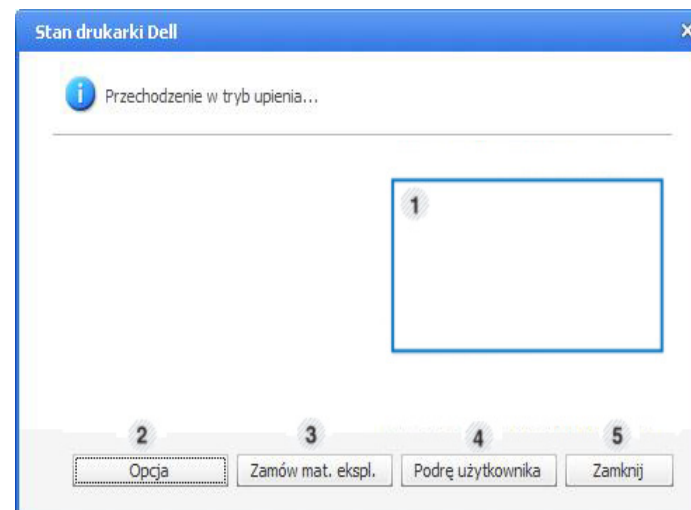 Stan drukarki Dell
Przechodzenie w tryb upienia...
1
2 3 4 5
Opcja Zamów mat. ekspl. Podrę użytkownika Zamknij